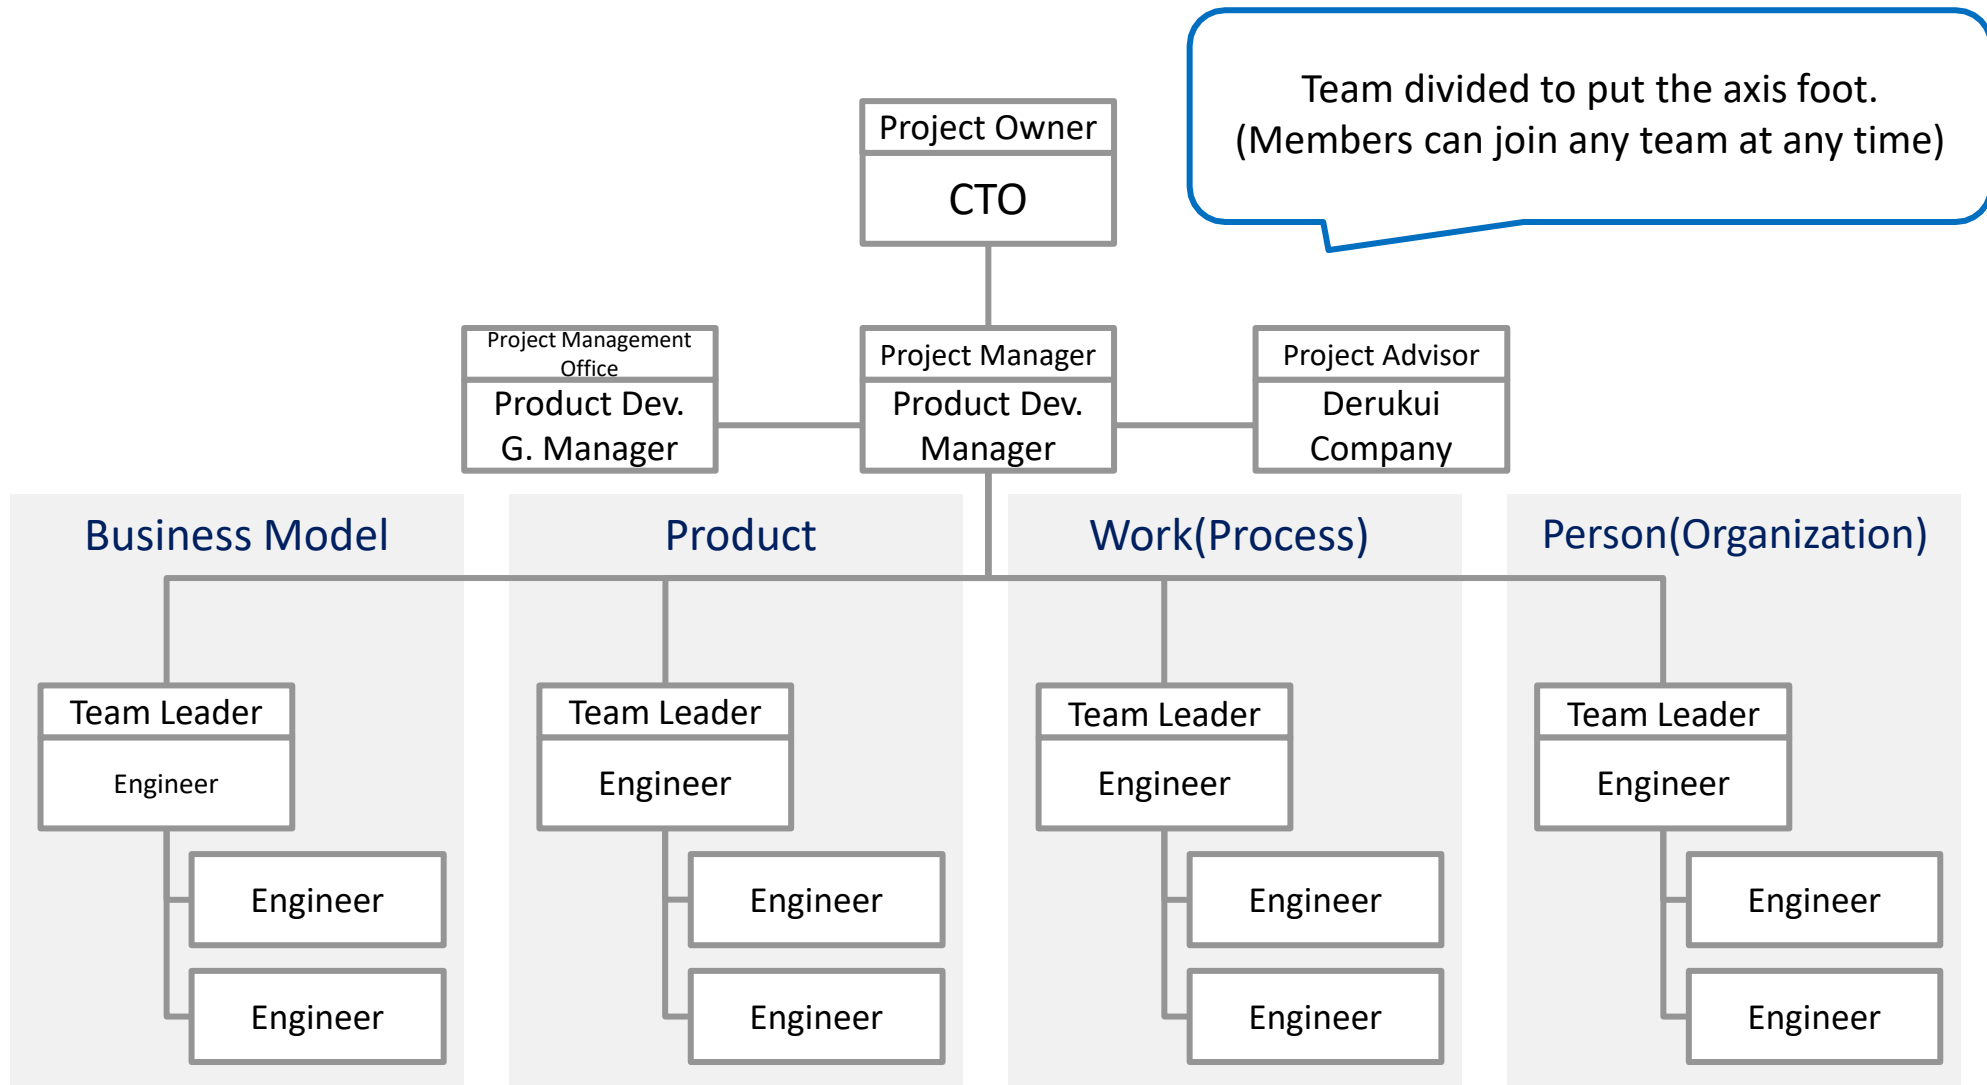 Team divided to put the axis foot.
(Members can join any team at any time)
Project Owner
CTO
Project Management
Office
Product Dev.
G. Manager
Project Manager
Product Dev.
Manager
Project Advisor
Derukui
Company
Business Model
Product
Work(Process)
Person(Organization)
Team Leader
Engineer
Engineer
Engineer
Team Leader
Engineer
Engineer
Engineer
Team Leader
Engineer
Engineer
Engineer
Team Leader
Engineer
Engineer
Engineer